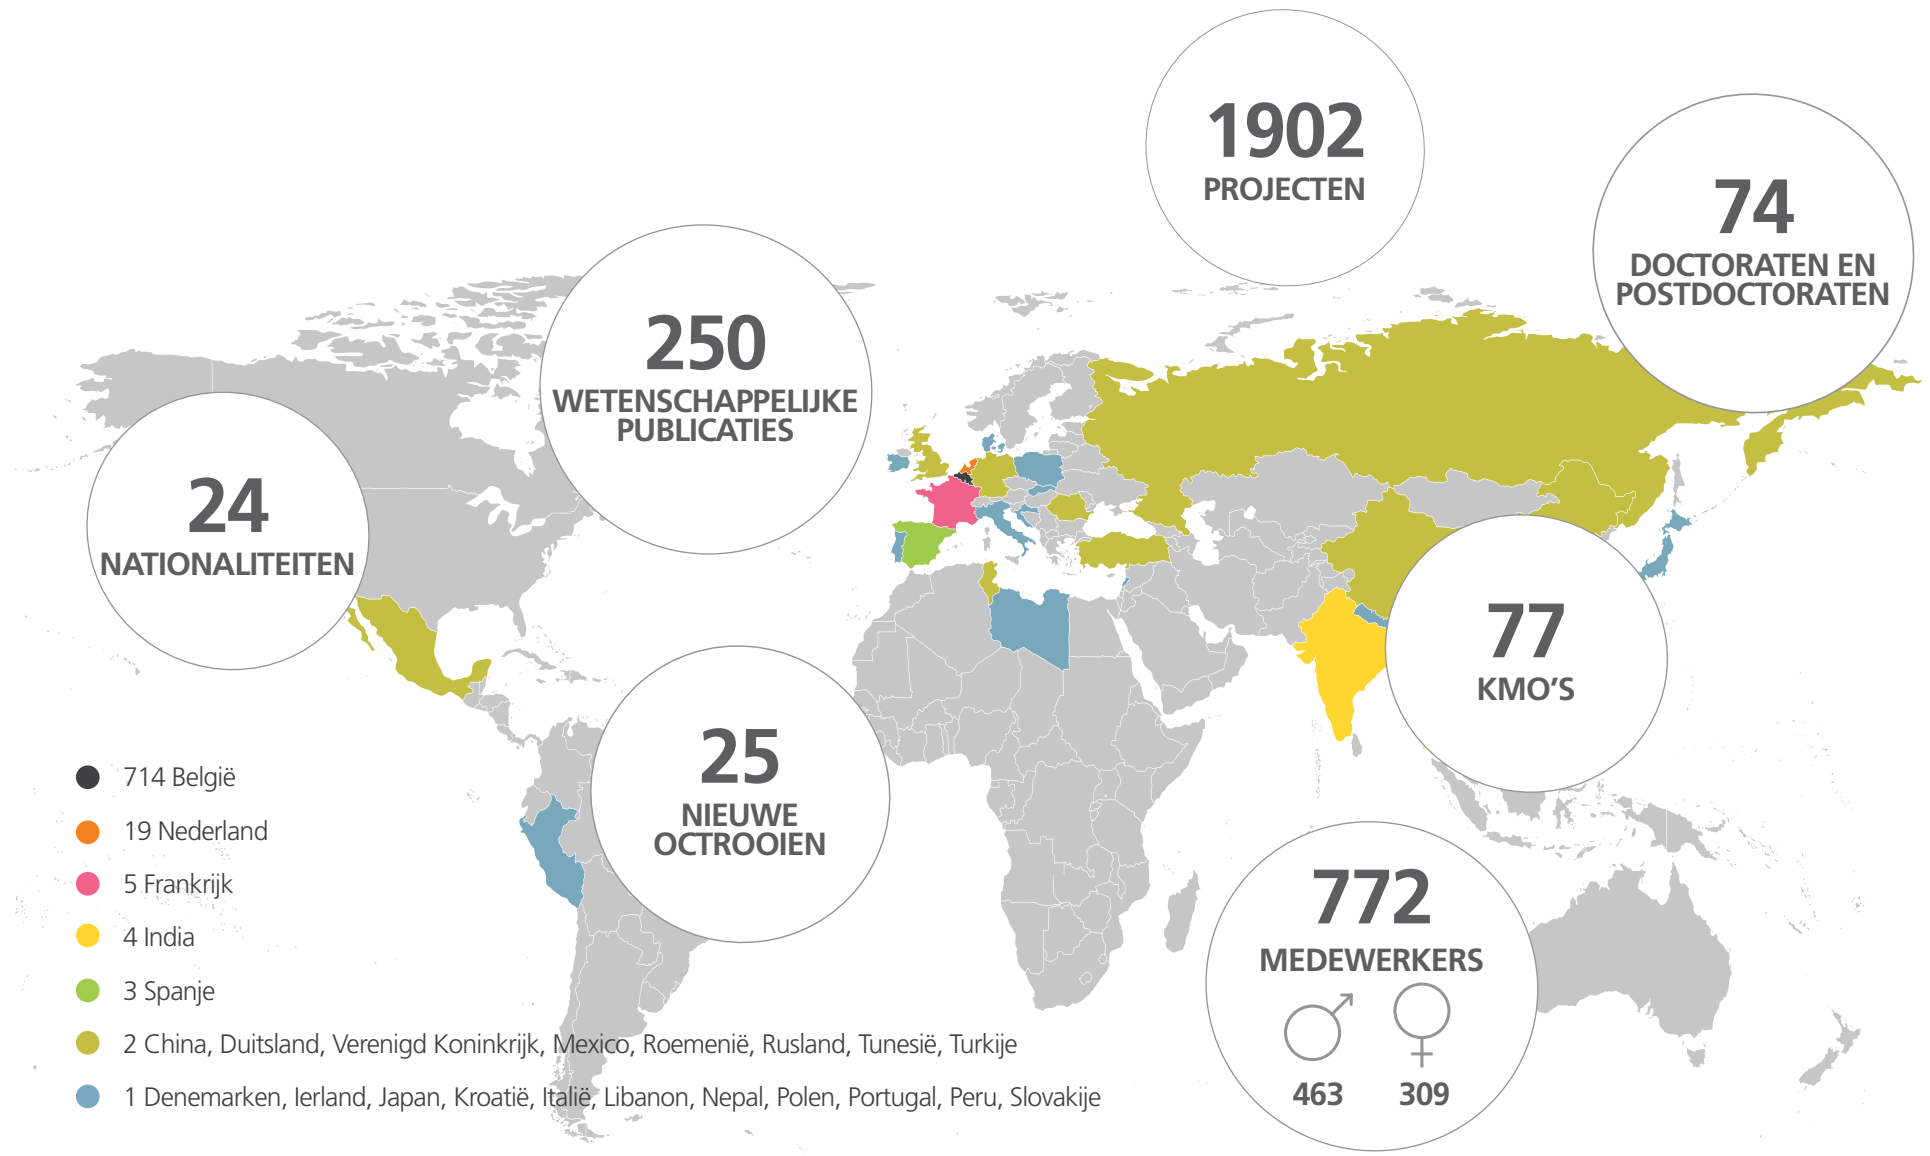 1902
PROJECTEN
74
DOCTORATEN EN
POSTDOCTORATEN
250
WETENSCHAPPELIJKE
PUBLICATIES
24
NATIONALITEITEN
77
KMO'S
25
NIEUWE
OCTROOIEN
772
MEDEWERKERS
463 309
714 België
19 Nederland
5 Frankrijk
4 India
3 Spanje
2 China, Duitsland, Verenigd Koninkrijk, Mexico, Roemenië, Rusland, Tunesië, Turkije
1 Denemarken, Ierland, Japan, Kroatië, Italië, Libanon, Nepal, Polen, Portugal, Peru, Slovakije